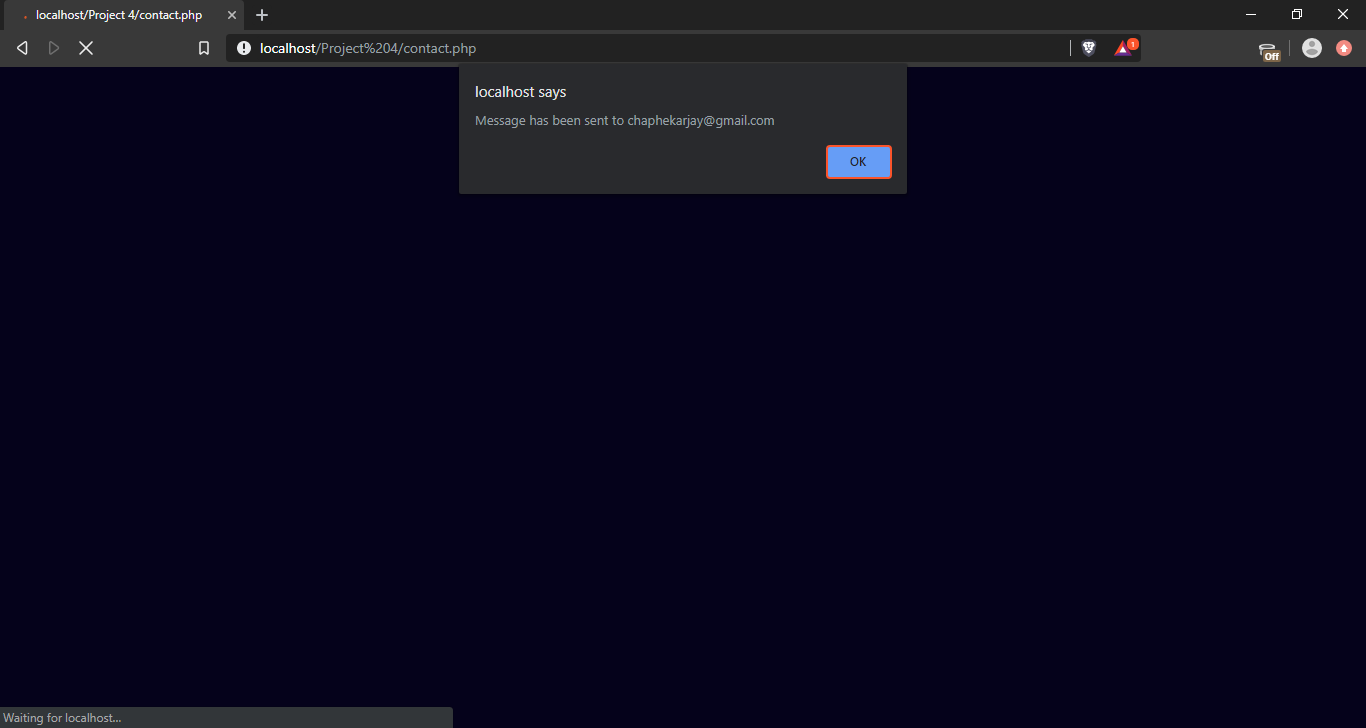 localhost/Project 4/contact.php
localhost/Project%204/contact.php
1
Off
localhost says
Message has been sent to chaphekarjay@gmail.com
OK
Waiting for localhost...